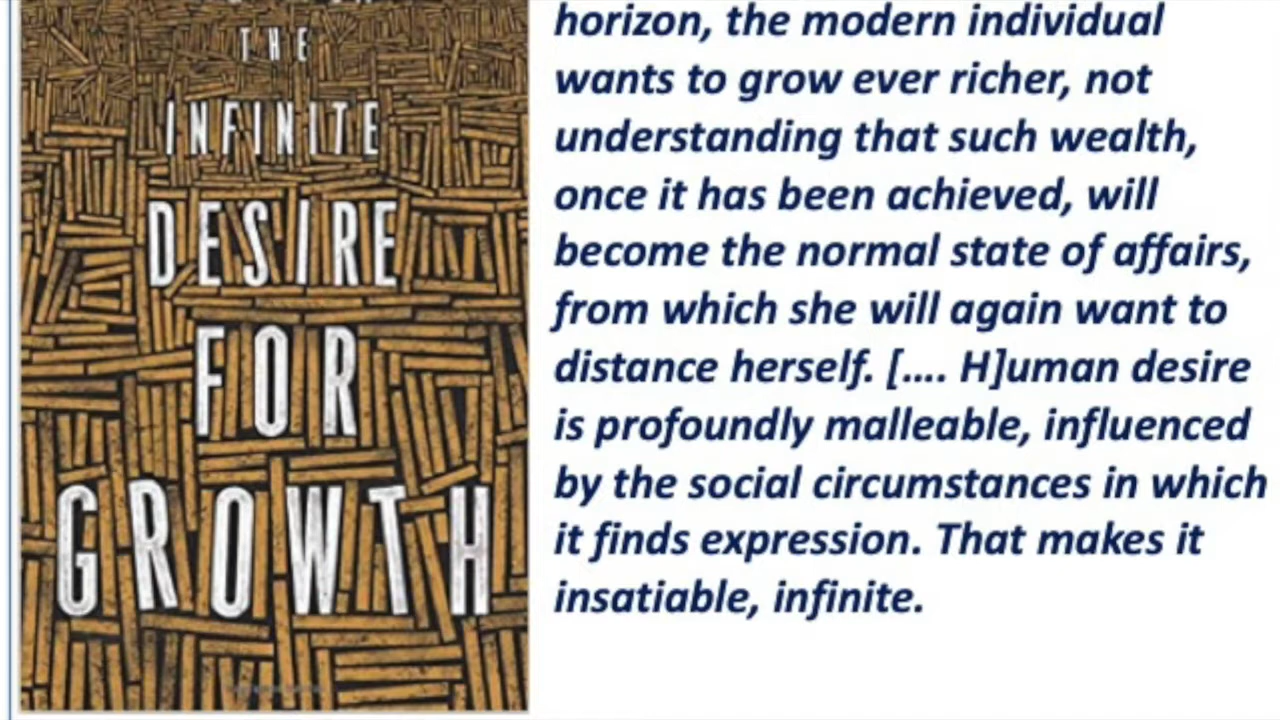 THE
INFINITE
DESIRE
FOR
GROWTH
horizon, the modern individual
wants to grow ever richer, not
understanding that such wealth,
once it has been achieved, will
become the normal state of affairs,
from which she will again want to
distance herself. [.... H]uman desire
is profoundly malleable, influenced
by the social circumstances in which
it finds expression. That makes it
insatiable, infinite.